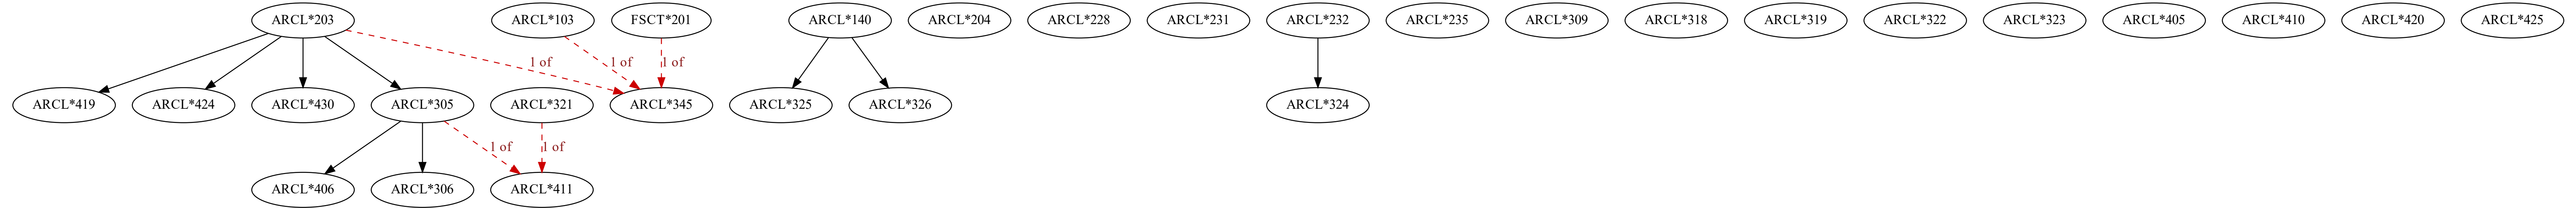 ARCL*203
ARCL*103
FSCT*201
ARCL*140
ARCL*204
ARCL*228
ARCL*231
ARCL*232
ARCL*235
ARCL*309
ARCL*318
ARCL*319
ARCL*322
ARCL*323
ARCL*405
ARCL*410
ARCL*420
ARCL*425
1 of
1 of
1 of
ARCL*419
ARCL*424
ARCL*430
ARCL*305
ARCL*321
ARCL*345
ARCL*325
ARCL*326
ARCL*324
1 of
1 of
ARCL*406
ARCL*306
ARCL*411